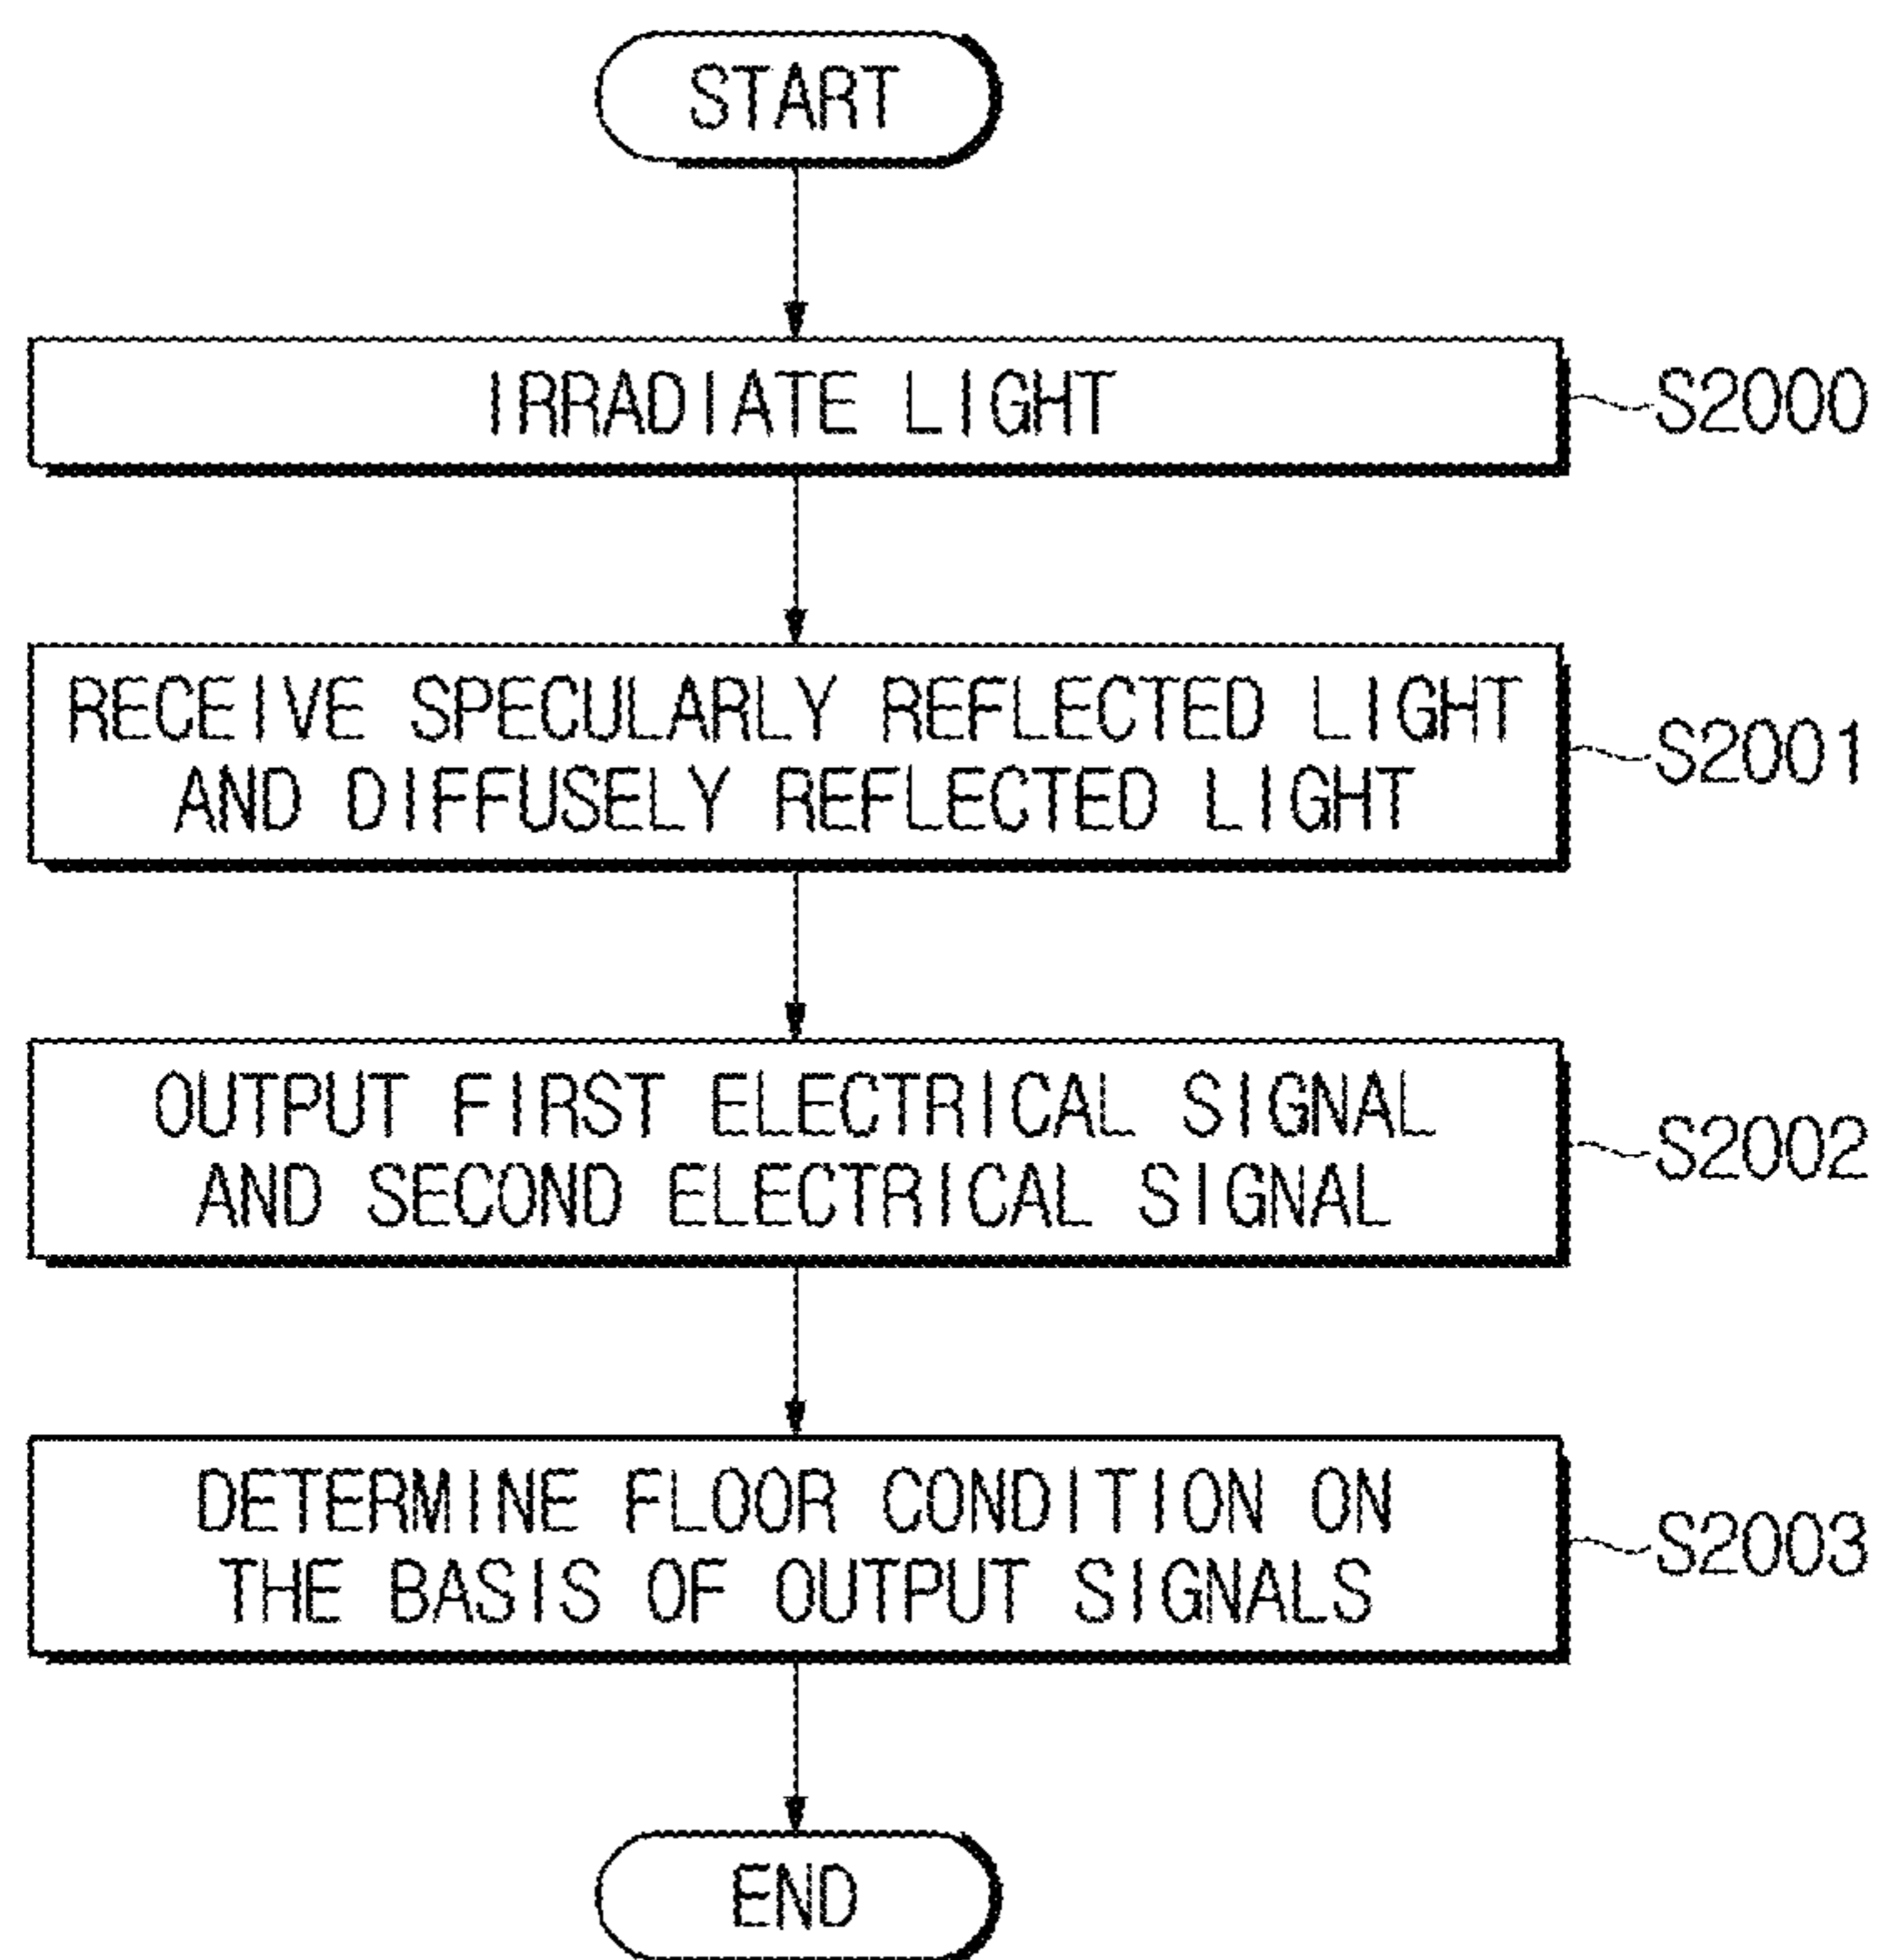 START
IRRADIATE LIGHT
S2000
RECEIVE SPECULARLY REFLECTED LIGHT
AND DIFFUSELY REFLECTED LIGHT
S2001
OUTPUT FIRST ELECTRICAL SIGNAL
AND SECOND ELECTRICAL SIGNAL
S2002
DETERMINE FLOOR CONDITION ON
THE BASIS OF OUTPUT SIGNALS
S2003
END